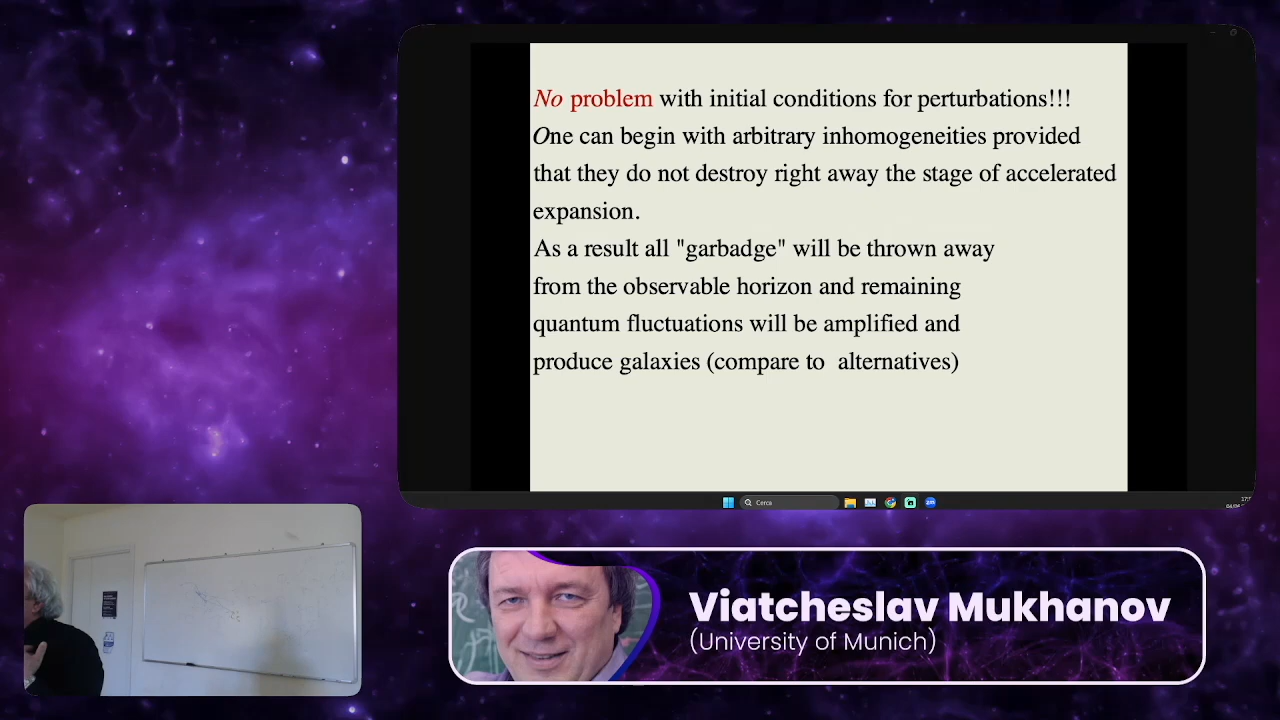 No problem with initial conditions for perturbations!!!
One can begin with arbitrary inhomogeneities provided
that they do not destroy right away the stage of accelerated
expansion.
As a result all "garbadge" will be thrown away
from the observable horizon and remaining
quantum fluctuations will be amplified and
produce galaxies (compare to alternatives)
Cerca
Viatcheslav Mukhanov
(University of Munich)